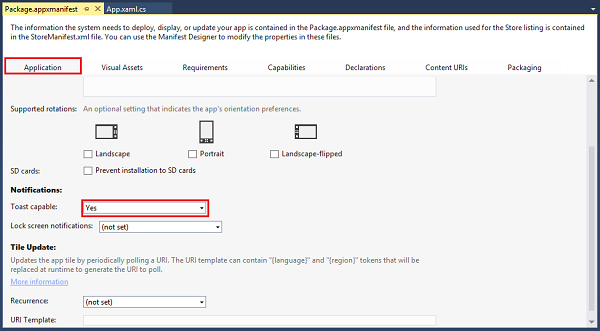 Package.appxmanifest App.xaml.cs
The information the system needs to deploy, display, or update your app is contained in the Package.appxmanifest file, and the information used for the Store listing is contained
in the StoreManifest.xml file. You can use the Manifest Designer to modify the properties in these files.
Application Visual Assets Requirements Capabilities Declarations Content URIs Packaging
Supported rotations: An optional setting that indicates the app's orientation preferences.
Landscape Portrait Landscape-flipped
SD cards: Prevent installation to SD cards
Notifications:
Toast capable: Yes
Lock screen notifications: (not set)
Tile Update:
Updates the app tile by periodically polling a URI. The URI template can contain "{language}" and "{region}" tokens that will be
replaced at runtime to generate the URI to poll.
More information
Recurrence: (not set)
URI Template: